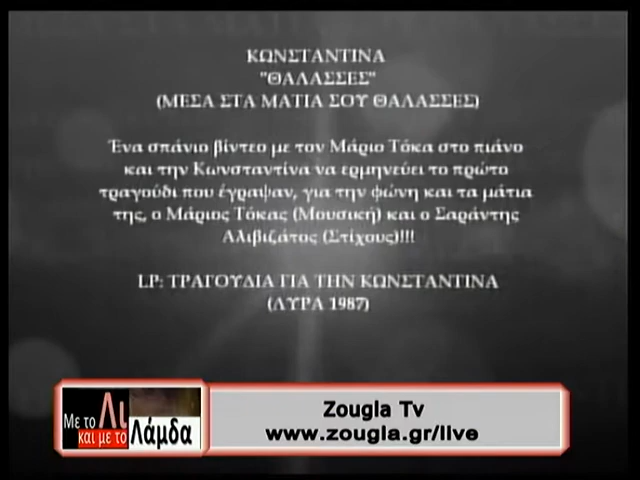 ΚΩΝΣΤΑΝΤΙΝΑ
"ΘΑΛΑΣΣΕΣ"
(ΜΕΣΑ ΣΤΑ ΜΑΤΙΑ ΣΟΥ ΘΑΛΑΣΣΕΣ)
Ένα σπάνιο βίντεο με τον Μάριο Τόκα στο πιάνο
και την Κωνσταντίνα να ερμηνεύει το πρώτο
τραγούδι που έγραψαν, για την φώνη και τα μάτια
της, ο Μάριος Τόκας (Μουσική) και ο Σαράντης
Αλιβιζάτος (Στίχους)!!!
LP: ΤΡΑΓΟΥΔΙΑ ΓΙΑ ΤΗΝ ΚΩΝΣΤΑΝΤΙΝΑ
(ΛΥΡΑ 1987)
Με το Λι
και με το Λάμδα
Zougla Tv
www.zougla.gr/live